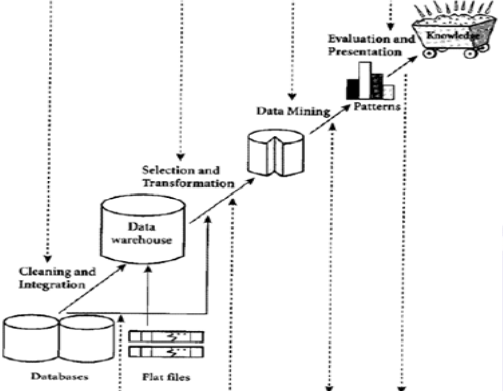 Evaluation and
Presentation
Knowledge
Patterns
Data Mining
Selection and
Transformation
Data
warehouse
Cleaning and
Integration
Databases
Flat files